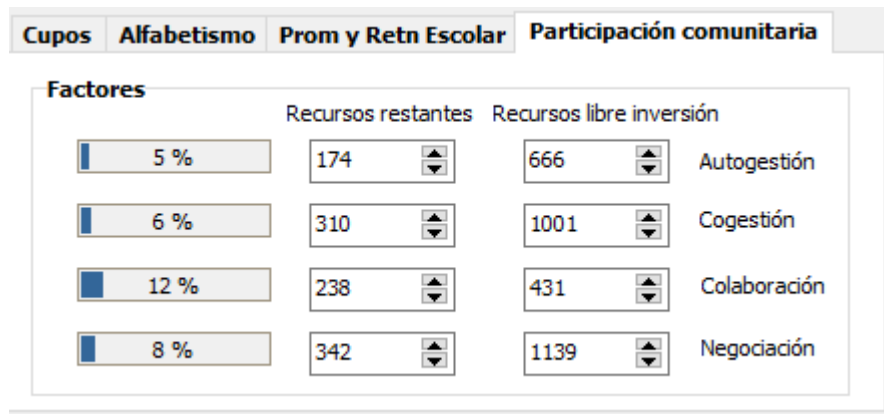 Cupos Alfabetismo Prom y Retn Escolar Participación comunitaria
Factores
Recursos restantes Recursos libre inversión
5 % 174 666 Autogestión
6 % 310 1001 Cogestión
12 % 238 431 Colaboración
8 % 342 1139 Negociación